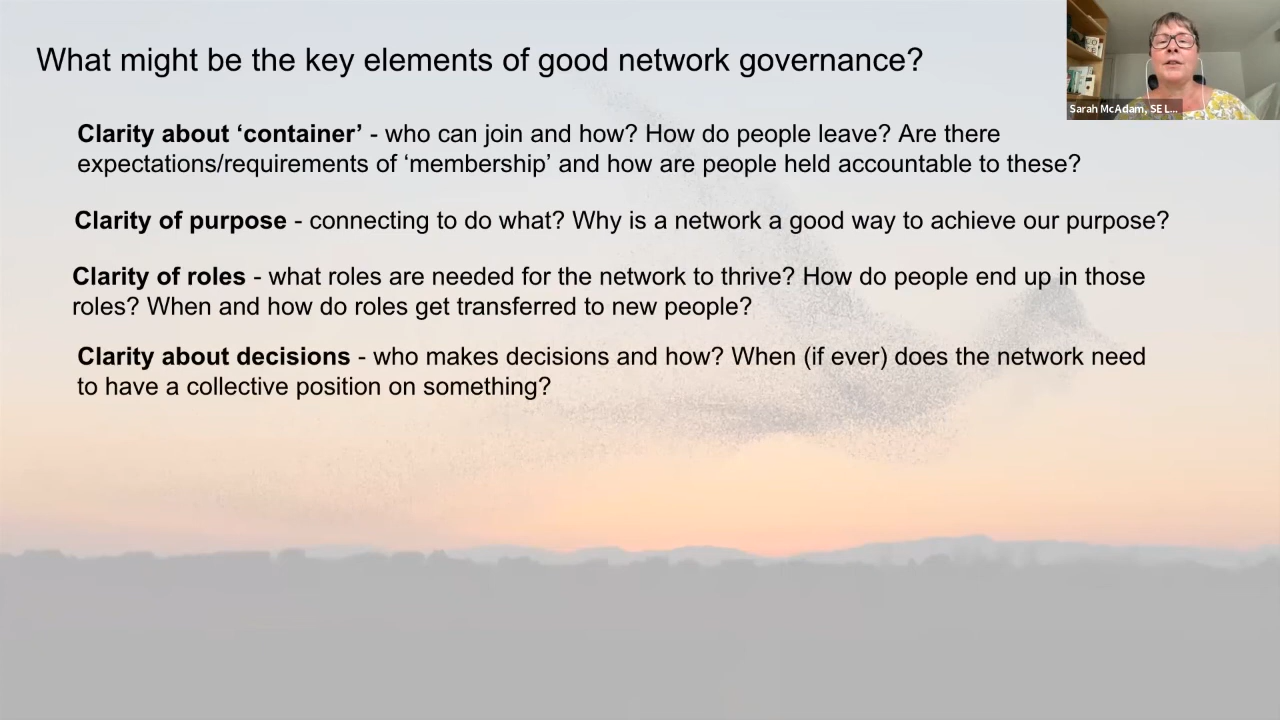 What might be the key elements of good network governance?
Sarah McAdam, SE L...
Clarity about ‘container’ - who can join and how? How do people leave? Are there
expectations/requirements of ‘membership’ and how are people held accountable to these?
Clarity of purpose - connecting to do what? Why is a network a good way to achieve our purpose?
Clarity of roles - what roles are needed for the network to thrive? How do people end up in those
roles? When and how do roles get transferred to new people?
Clarity about decisions - who makes decisions and how? When (if ever) does the network need
to have a collective position on something?